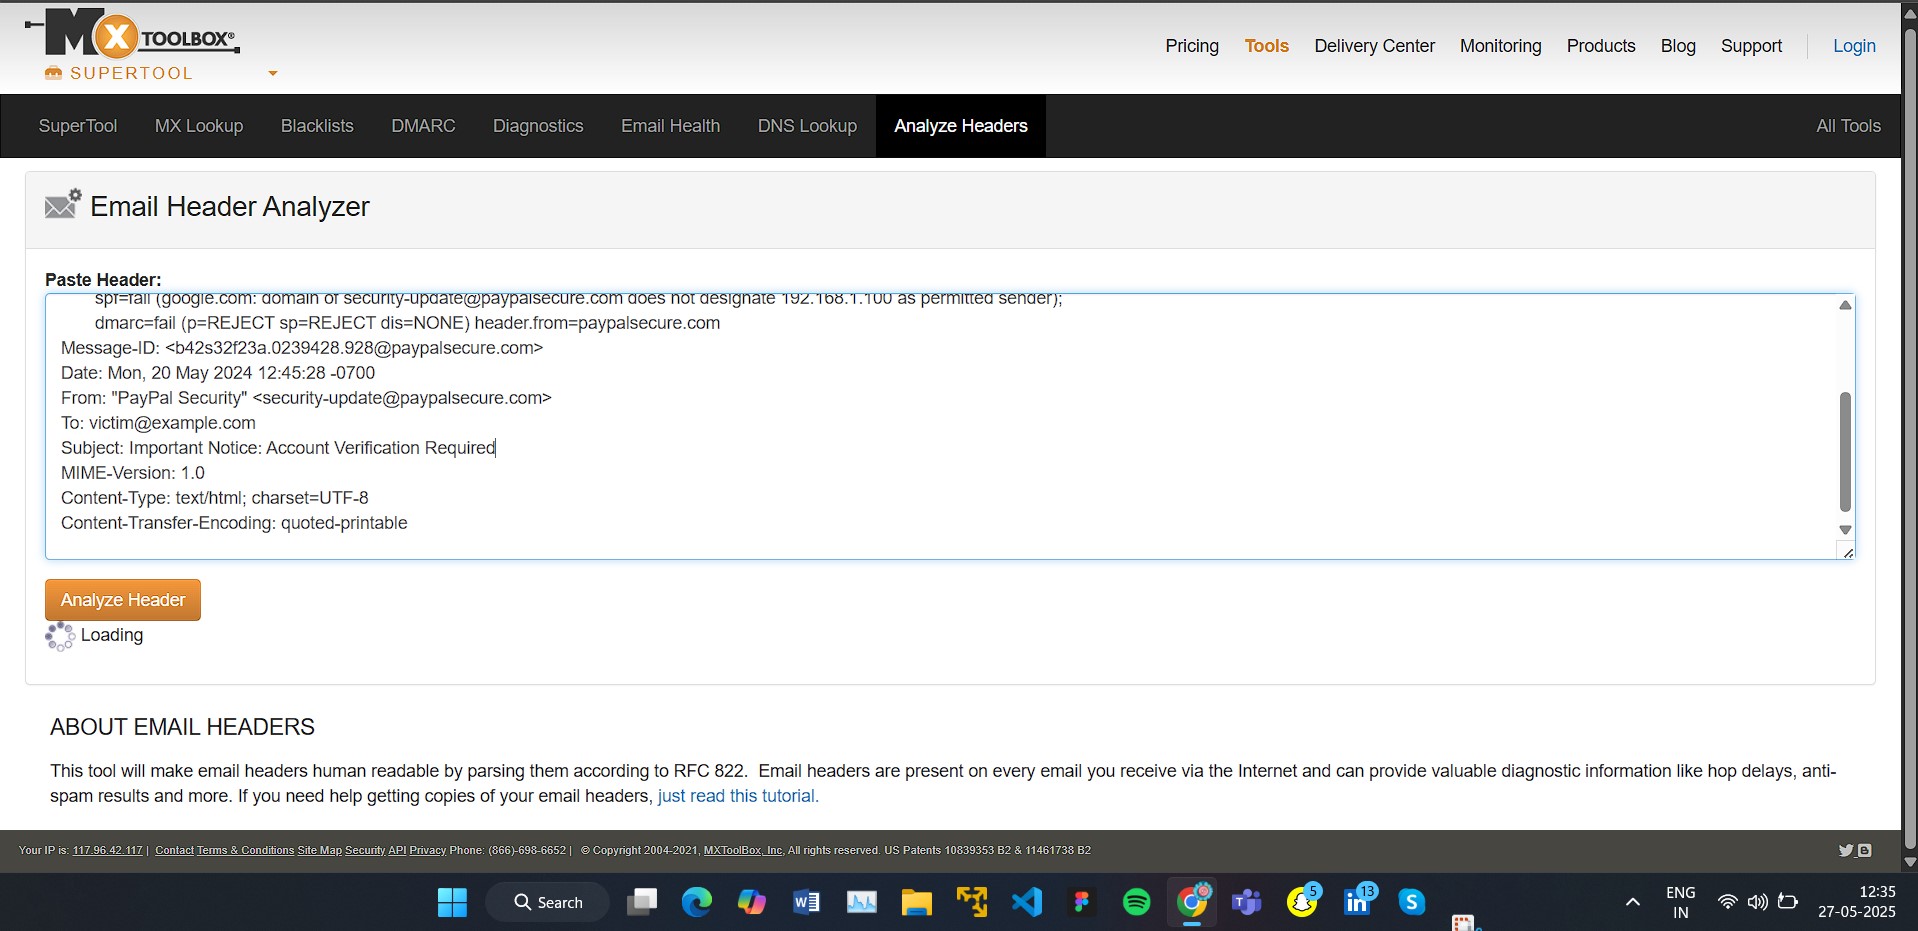 MX TOOLBOX®
SUPERTOOL
Pricing Tools Delivery Center Monitoring Products Blog Support Login
SuperTool MX Lookup Blacklists DMARC Diagnostics Email Health DNS Lookup Analyze Headers All Tools
Email Header Analyzer
Paste Header:
spf=fail (google.com: domain of security-update@paypalsecure.com does not designate 192.168.1.100 as permitted sender);
dmarc=fail (p=REJECT sp=REJECT dis=NONE) header.from=paypalsecure.com
Message-ID: <b42s32f23a.0239428.928@paypalsecure.com>
Date: Mon, 20 May 2024 12:45:28 -0700
From: "PayPal Security" <security-update@paypalsecure.com>
To: victim@example.com
Subject: Important Notice: Account Verification Required
MIME-Version: 1.0
Content-Type: text/html; charset=UTF-8
Content-Transfer-Encoding: quoted-printable
Analyze Header
Loading
ABOUT EMAIL HEADERS
This tool will make email headers human readable by parsing them according to RFC 822. Email headers are present on every email you receive via the Internet and can provide valuable diagnostic information like hop delays, anti-
spam results and more. If you need help getting copies of your email headers, just read this tutorial.
Your IP is: 117.96.42.117 | Contact Terms & Conditions Site Map Security API Privacy Phone: (866)-698-6652 | © Copyright 2004-2021, MXToolBox, Inc, All rights reserved. US Patents 10839353 B2 & 11461738 B2
Search
5
13
ENG
IN
12:35
27-05-2025